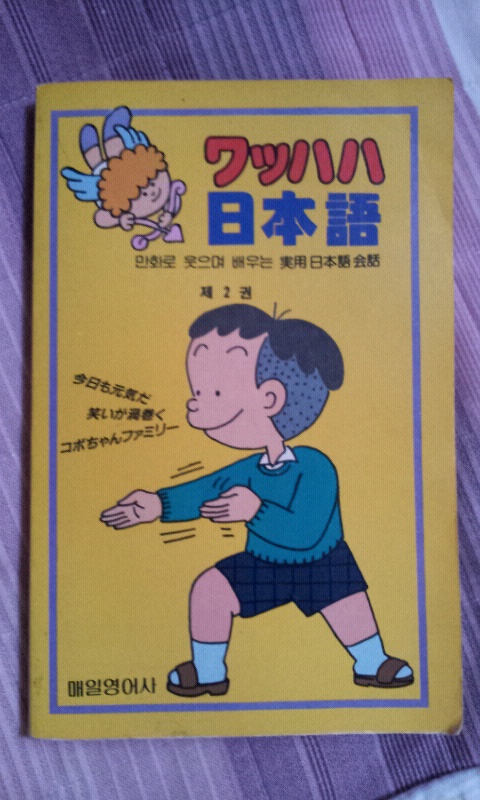 ワッハハ
日本語
만화로 웃으며 배우는 実用日本語会話
제 2 권
今日も元気だ
笑いが渦巻く
コボちゃんファミリー
매일영어사